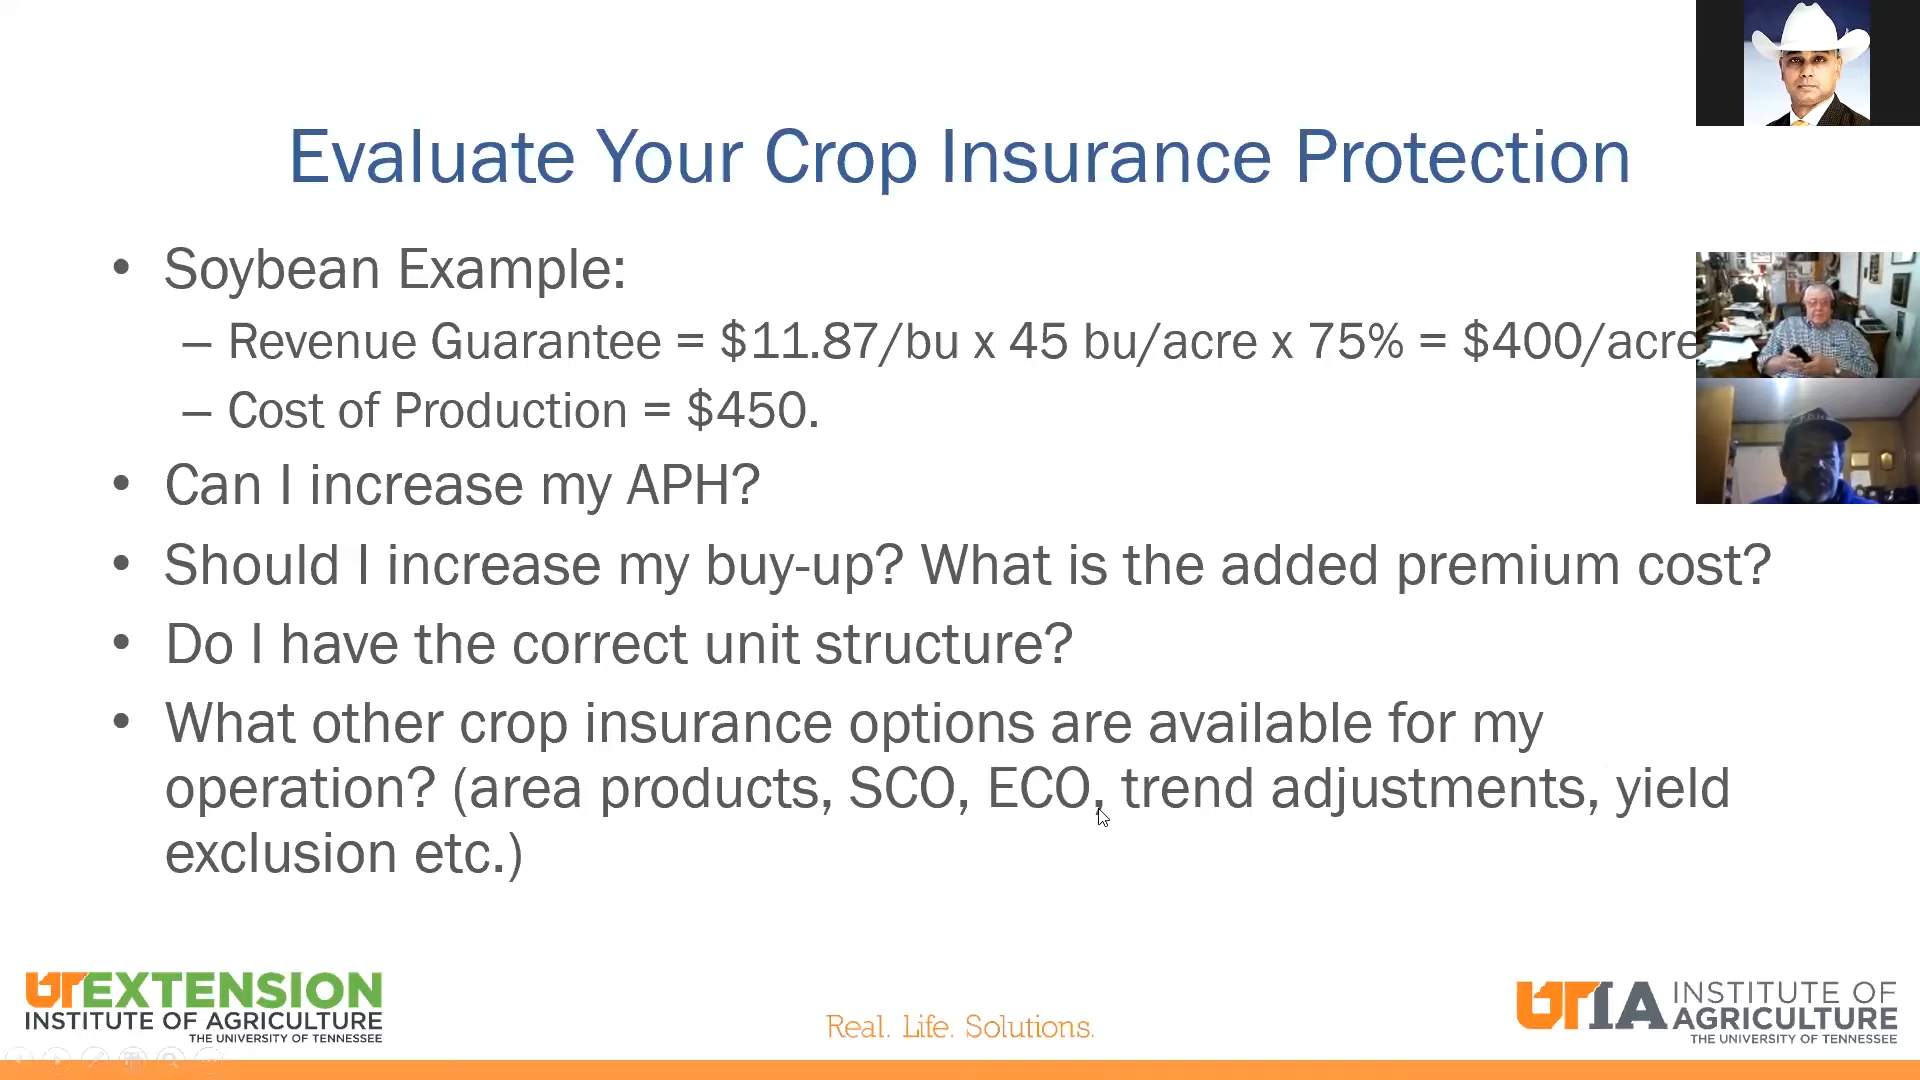 Evaluate Your Crop Insurance Protection
• Soybean Example:
– Revenue Guarantee = $11.87/bu x 45 bu/acre x 75% = $400/acre
– Cost of Production = $450.
• Can I increase my APH?
• Should I increase my buy-up? What is the added premium cost?
• Do I have the correct unit structure?
• What other crop insurance options are available for my
operation? (area products, SCO, ECO, trend adjustments, yield
exclusion etc.)
UTEXTENSION
INSTITUTE OF AGRICULTURE
THE UNIVERSITY OF TENNESSEE
Real. Life. Solutions.
UTIA INSTITUTE OF
AGRICULTURE
THE UNIVERSITY OF TENNESSEE